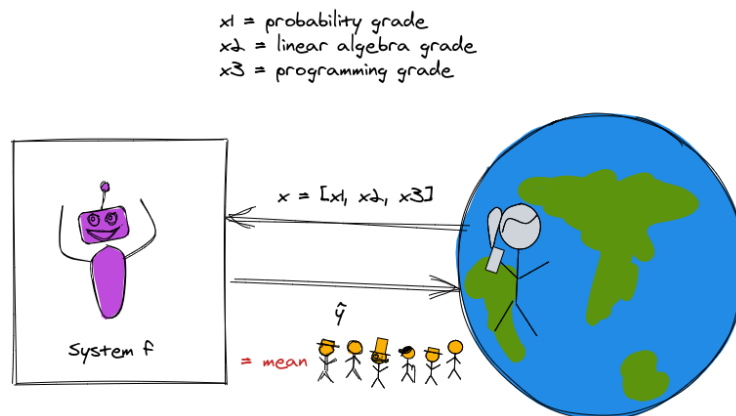 x1 = probability grade
x2 = linear algebra grade
x3 = programming grade
x = [x1, x2, x3]
ŷ
System f
= mean